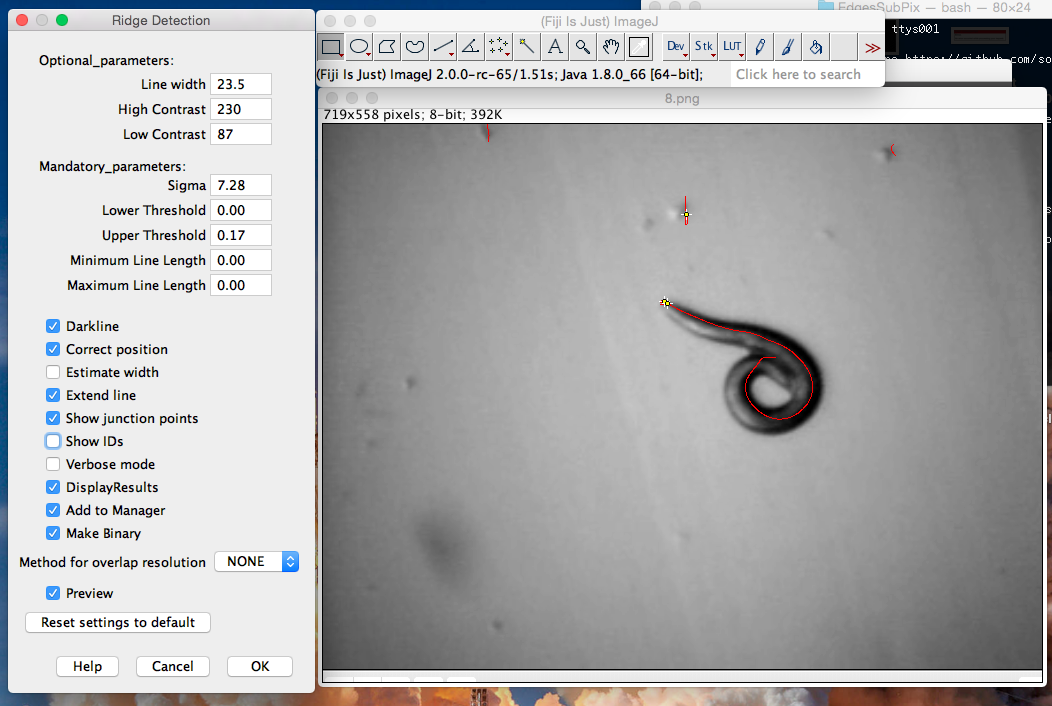 Ridge Detection
Optional_parameters:
Line width 23.5
High Contrast 230
Low Contrast 87
Mandatory_parameters:
Sigma 7.28
Lower Threshold 0.00
Upper Threshold 0.17
Minimum Line Length 0.00
Maximum Line Length 0.00
Darkline
Correct position
Estimate width
Extend line
Show junction points
Show IDs
Verbose mode
DisplayResults
Add to Manager
Make Binary
Method for overlap resolution NONE
Preview
Reset settings to default
Help Cancel OK
EdgesSubPix — bash — 80×24
ttys001
https://github.com/so
(Fiji Is Just) ImageJ
A Dev Stk LUT >>
(Fiji Is Just) ImageJ 2.0.0-rc-65/1.51s; Java 1.8.0_66 [64-bit];
Click here to search
8.png
719x558 pixels; 8-bit; 392K